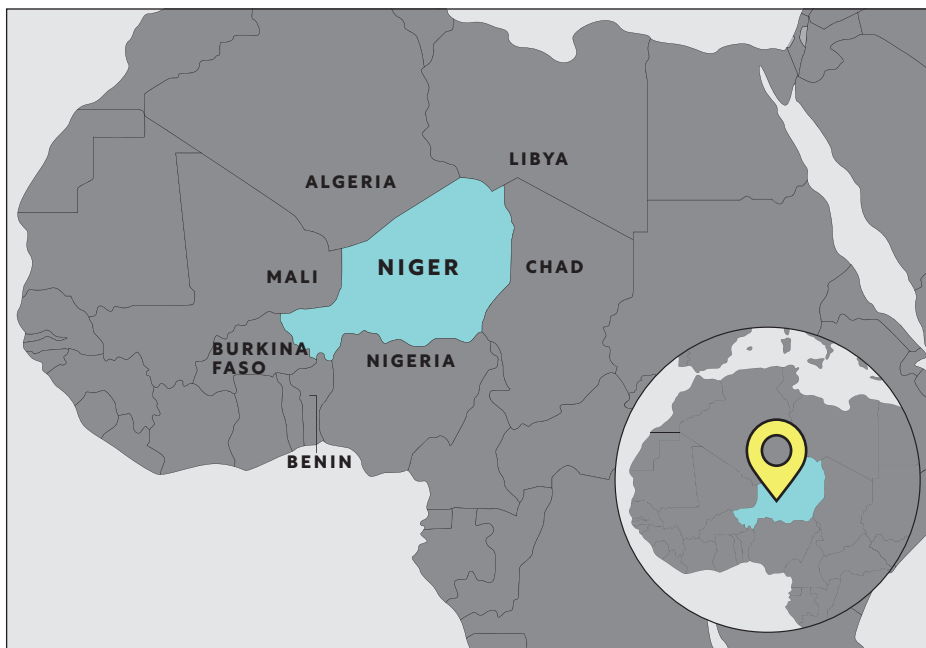 LIBYA
ALGERIA
NIGER
CHAD
MALI
BURKINA
FASO
NIGERIA
BENIN